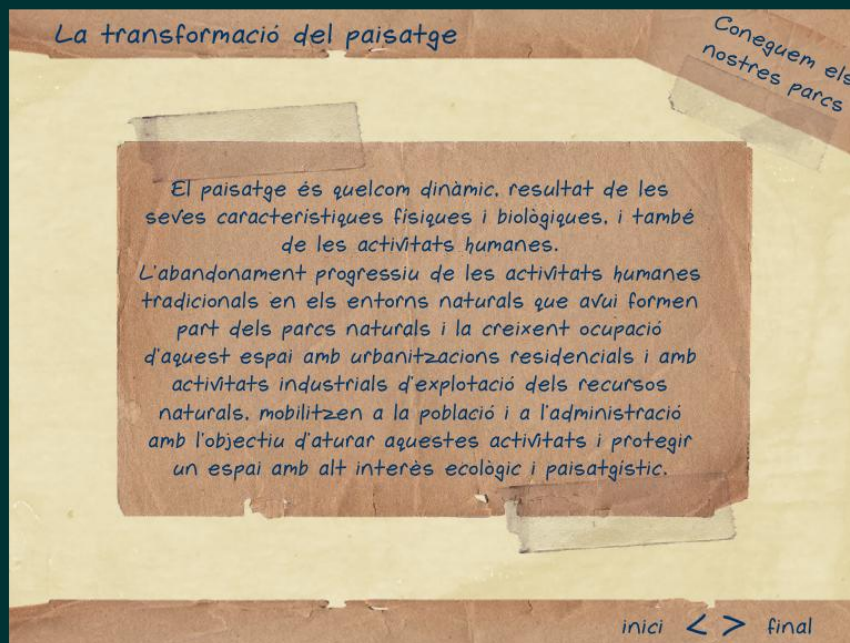 La transformació del paisatge
Coneguem els
nostres parcs
El paisatge és quelcom dinàmic, resultat de les
seves característiques físiques i biològiques, i també
de les activitats humanes.
L'abandonament progressiu de les activitats humanes
tradicionals en els entorns naturals que avui formen
part dels parcs naturals i la creixent ocupació
d'aquest espai amb urbanitzacions residencials i amb
activitats industrials d'explotació dels recursos
naturals, mobilitzen a la població i a l'administració
amb l'objectiu d'aturar aquestes activitats i protegir
un espai amb alt interès ecològic i paisatgístic.
inici < > final